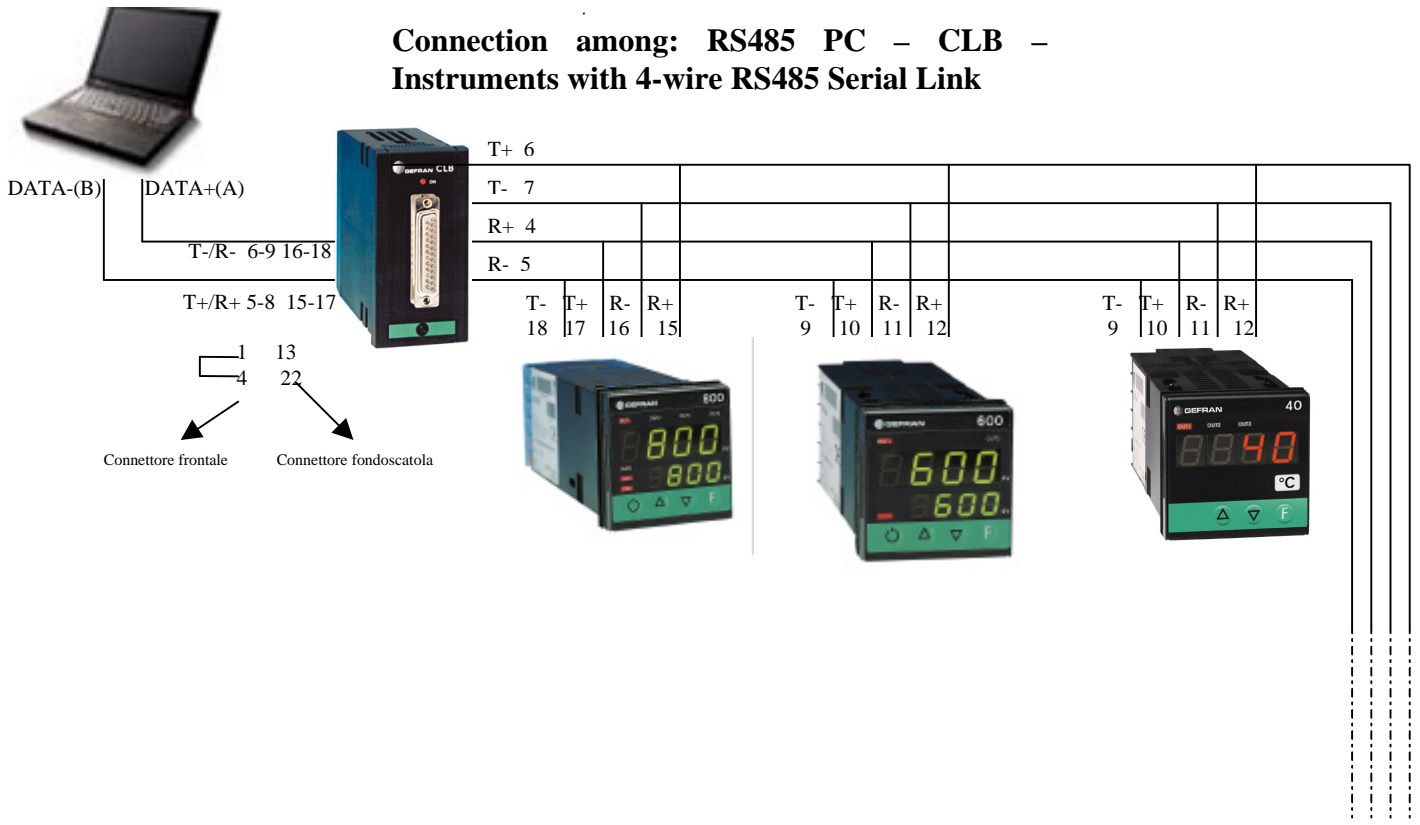 Connection among: RS485 PC – CLB –
Instruments with 4-wire RS485 Serial Link
DATA-(B)
DATA+(A)
T-/R- 6-9 16-18
T+/R+ 5-8 15-17
1 13
4 22
Connettore frontale
Connettore fondoscatola
GEFRAN CLB
ON
T+ 6
T- 7
R+ 4
R- 5
T- T+ R- R+
18 17 16 15
T- T+ R- R+
9 10 11 12
T- T+ R- R+
9 10 11 12
GEFRAN 800
800
800
F
GEFRAN 600
600
600
F
GEFRAN 40
OUT1 OUT2 OUT3
40
°C
F